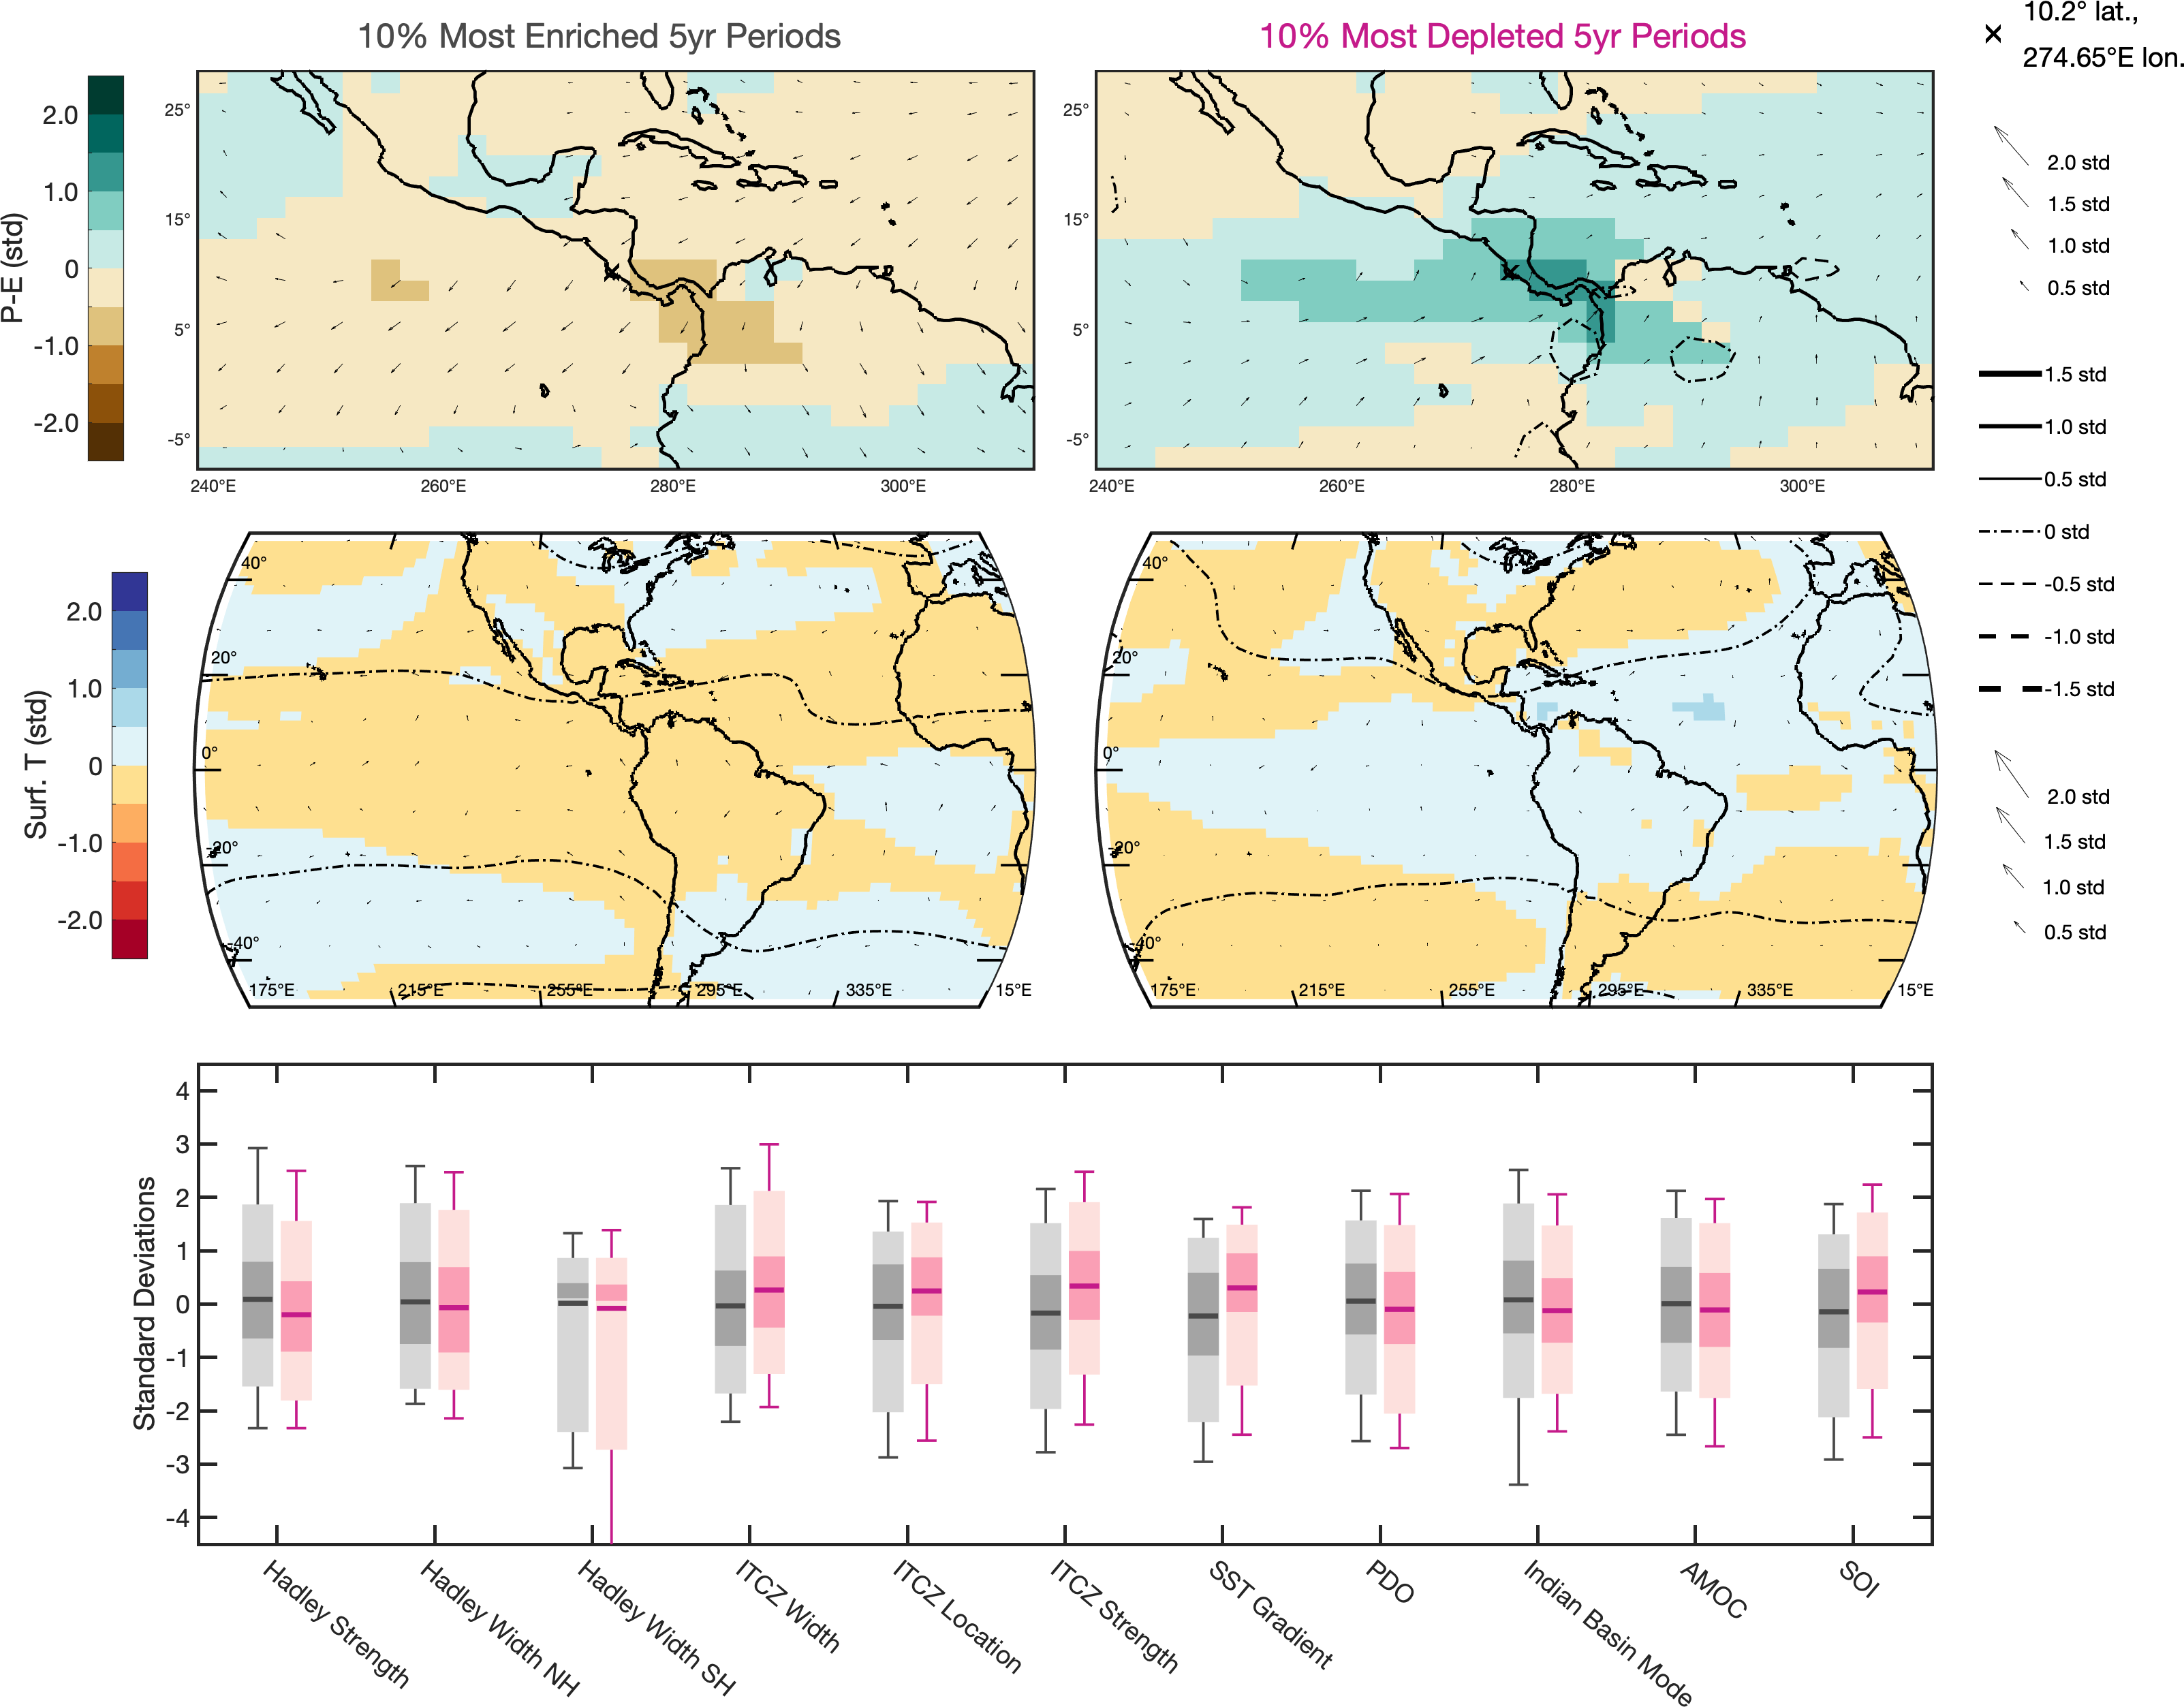 10% Most Enriched 5yr Periods
10% Most Depleted 5yr Periods
10.2° lat.,
274.65°E lon.
P-E (std)
2.0
1.0
0
-1.0
-2.0
25°
15°
5°
-5°
240°E
260°E
280°E
300°E
25°
15°
5°
-5°
240°E
260°E
280°E
300°E
2.0 std
1.5 std
1.0 std
0.5 std
1.5 std
1.0 std
0.5 std
0 std
-0.5 std
-1.0 std
-1.5 std
Surf. T (std)
2.0
1.0
0
-1.0
-2.0
40°
20°
0°
-20°
-40°
175°E
215°E
255°E
295°E
335°E
15°E
40°
20°
0°
-20°
-40°
175°E
215°E
255°E
295°E
335°E
15°E
2.0 std
1.5 std
1.0 std
0.5 std
Standard Deviations
4
3
2
1
0
-1
-2
-3
-4
Hadley Strength
Hadley Width NH
Hadley Width SH
ITCZ Width
ITCZ Location
ITCZ Strength
SST Gradient
PDO
Indian Basin Mode
AMOC
SOI